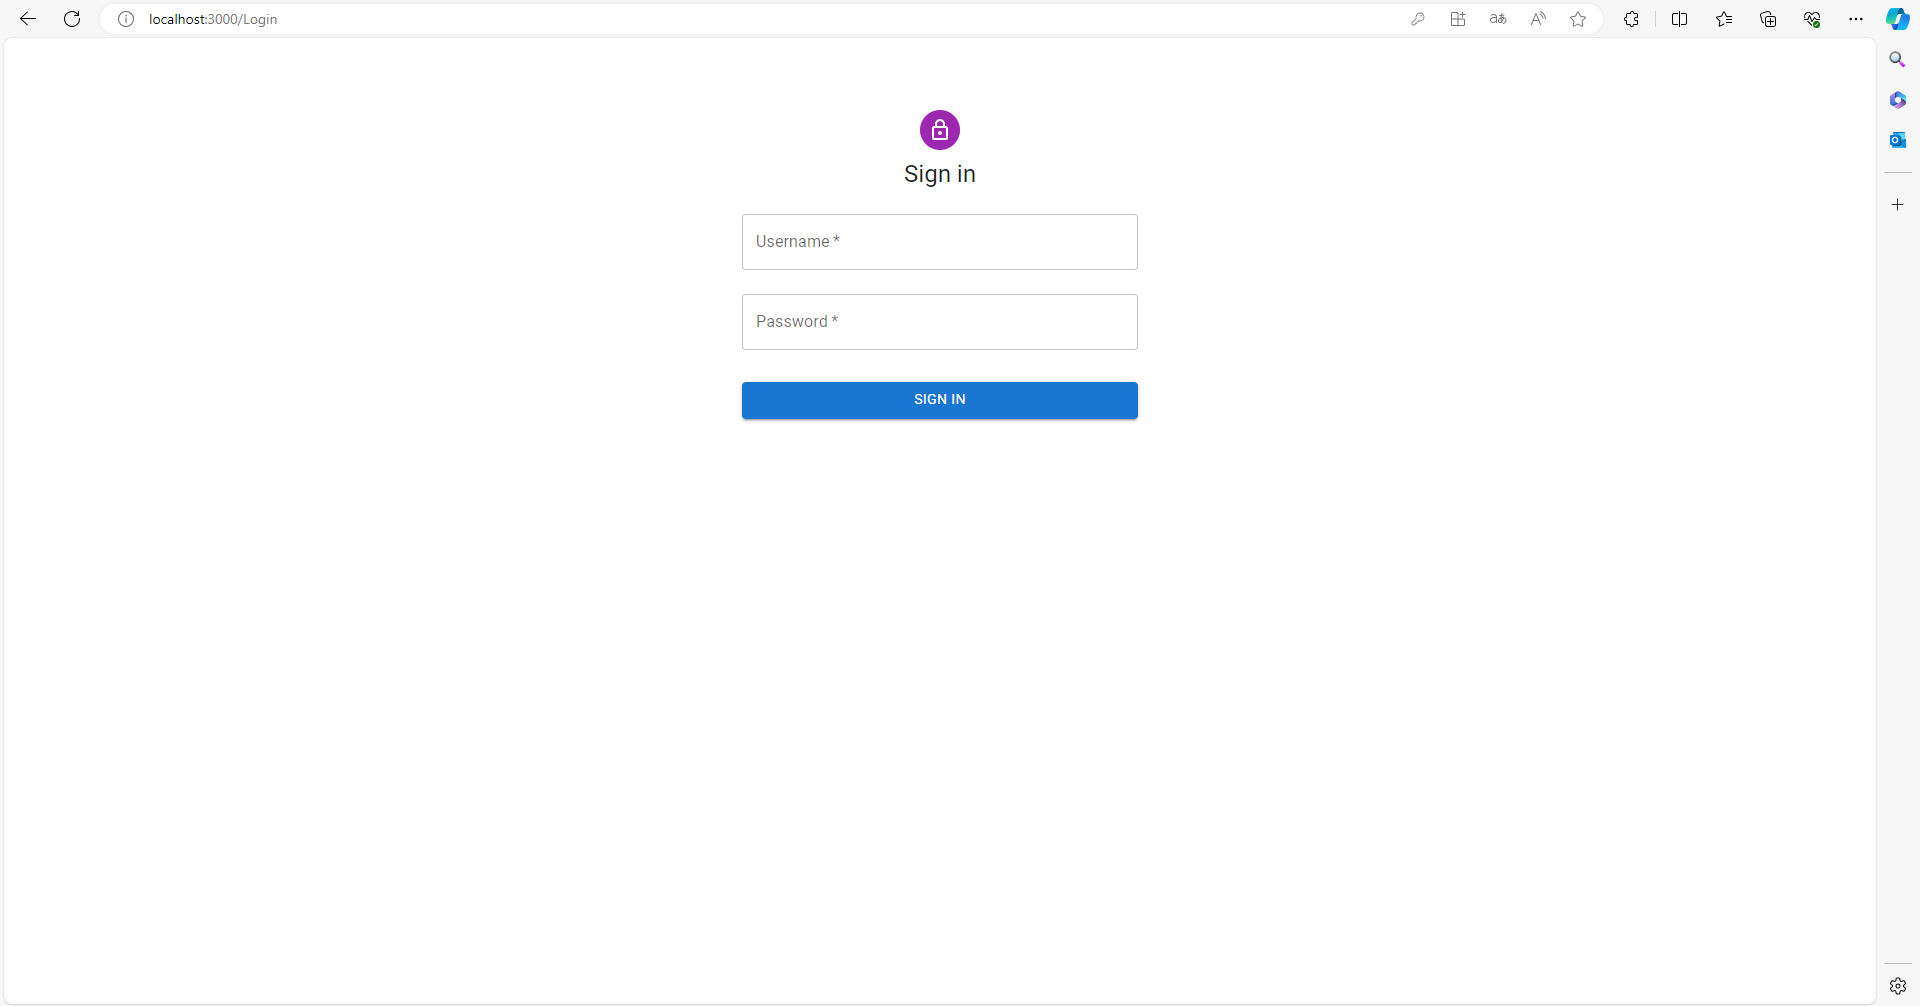 localhost:3000/Login
Sign in
Username *
Password *
SIGN IN